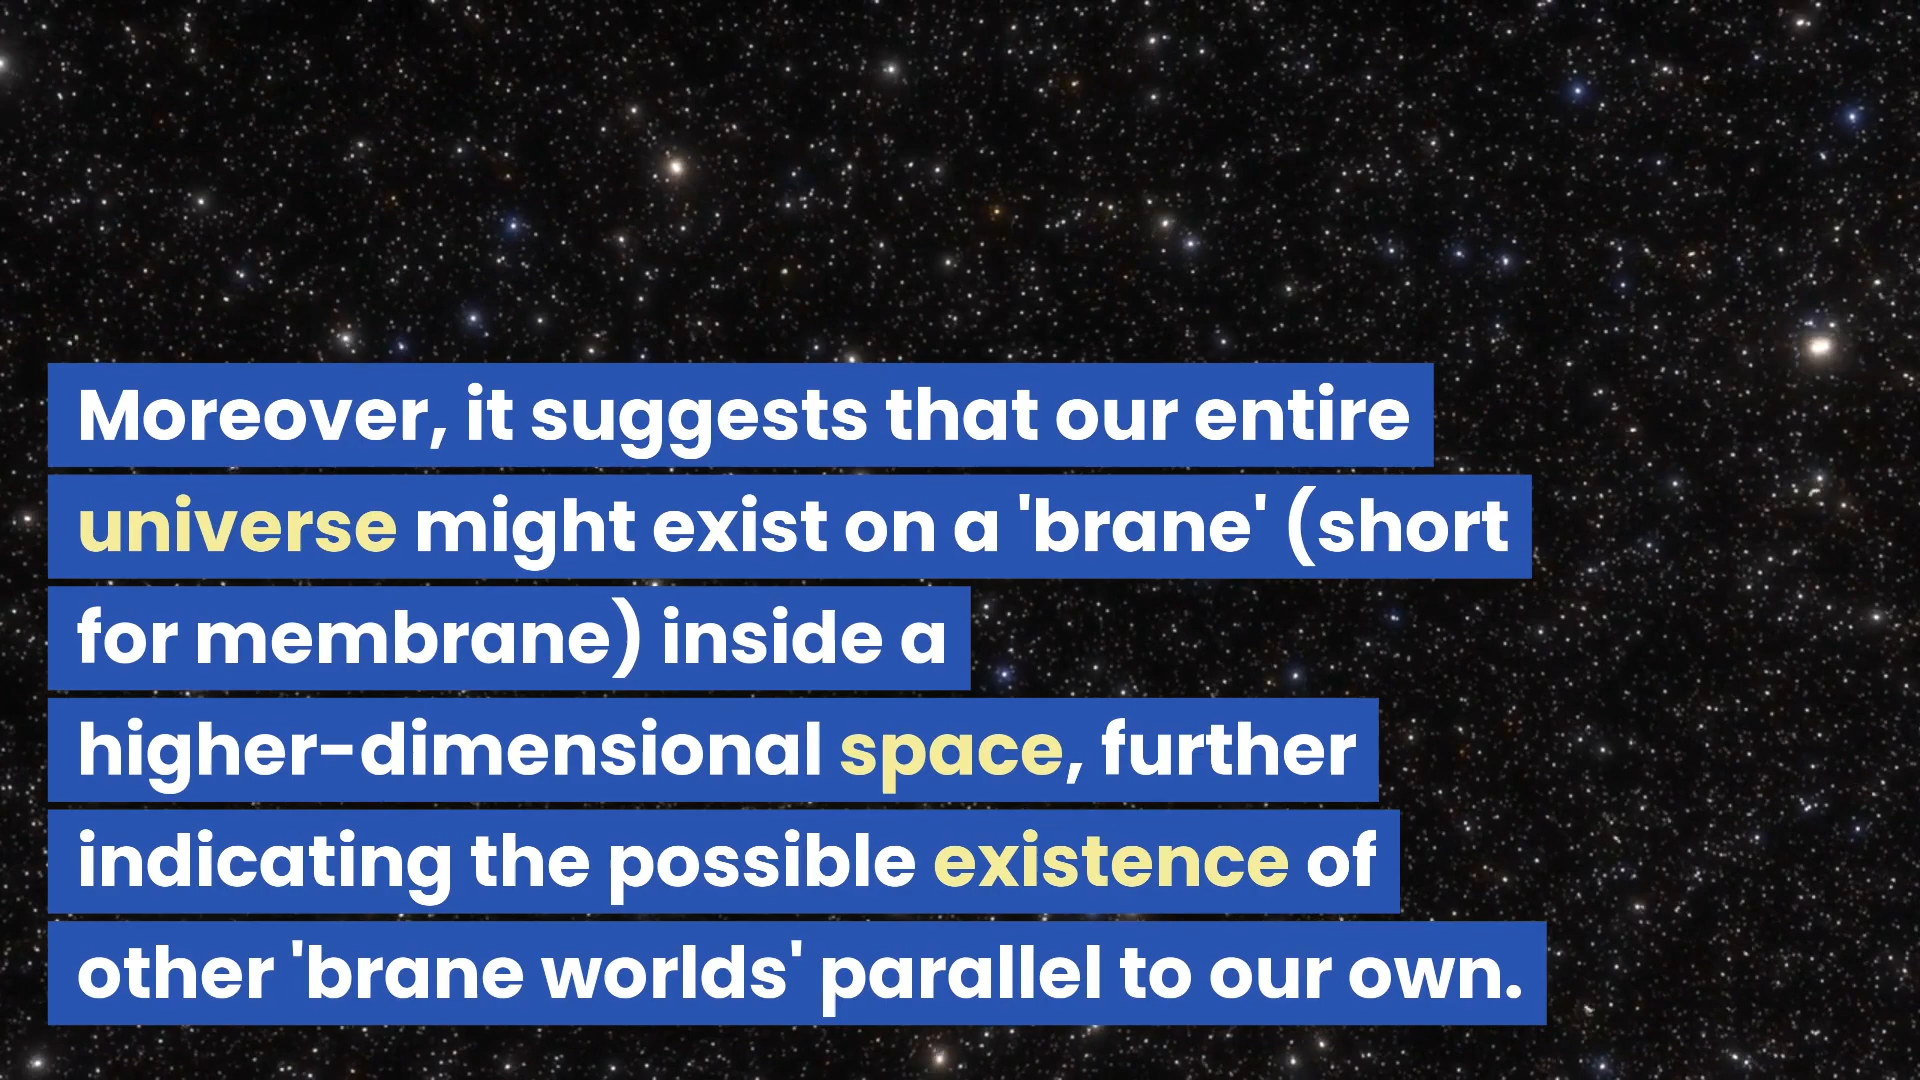 Moreover, it suggests that our entire
universe might exist on a 'brane' (short
for membrane) inside a
higher-dimensional space, further
indicating the possible existence of
other 'brane worlds' parallel to our own.